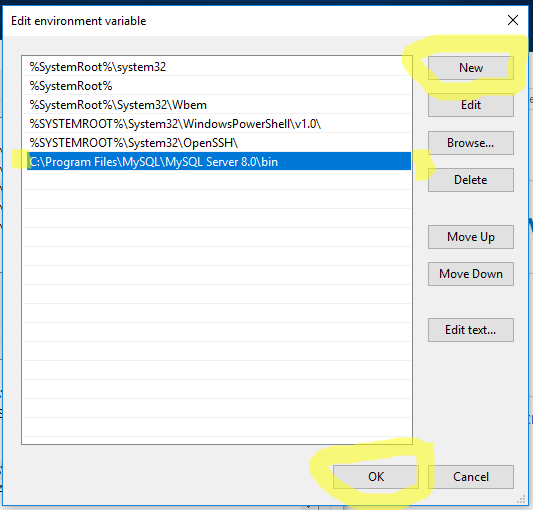 Edit environment variable
%SystemRoot%\system32
%SystemRoot%
%SystemRoot%\System32\Wbem
%SYSTEMROOT%\System32\WindowsPowerShell\v1.0\
%SYSTEMROOT%\System32\OpenSSH\
C:\Program Files\MySQL\MySQL Server 8.0\bin
New
Edit
Browse...
Delete
Move Up
Move Down
Edit text...
OK
Cancel